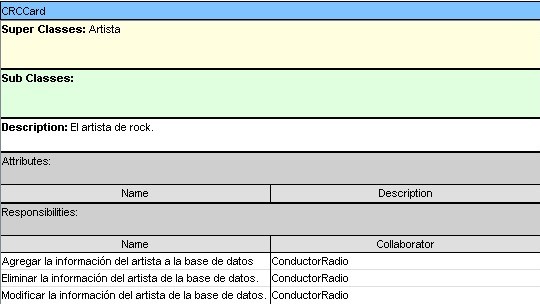 CRCCard
Super Classes: Artista
Sub Classes:
Description: El artista de rock.
Attributes:
Name Description
Responsibilities:
Name Collaborator
Agregar la información del artista a la base de datos ConductorRadio
Eliminar la información del artista de la base de datos. ConductorRadio
Modificar la información del artista de la base de datos. ConductorRadio